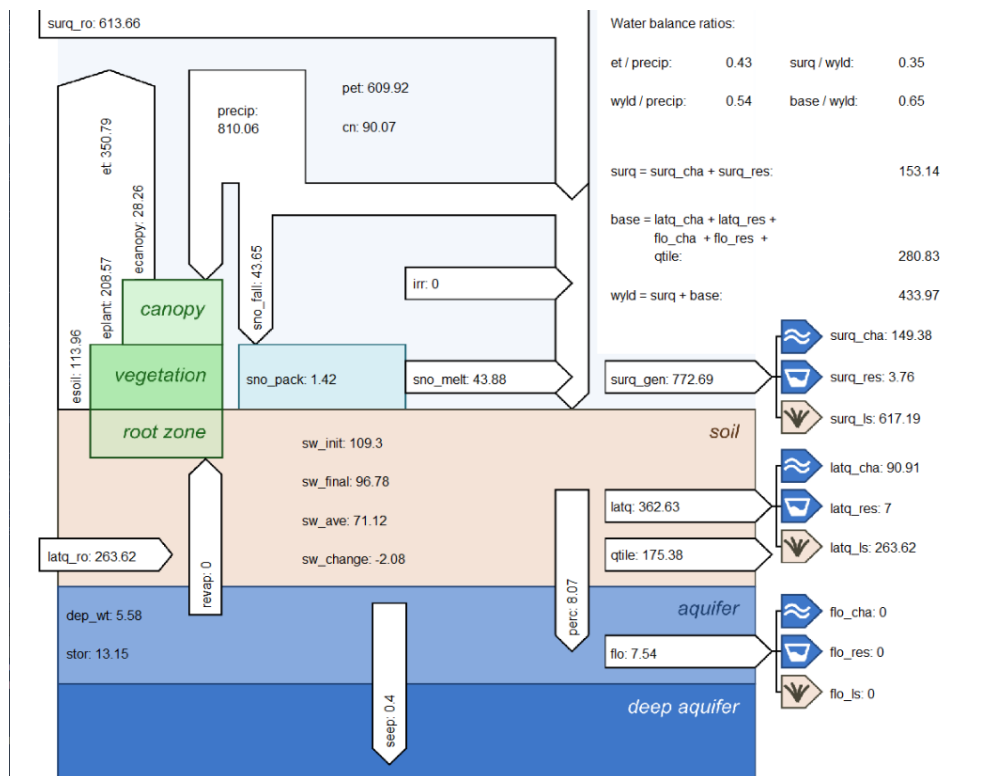 surq_ro: 613.66
Water balance ratios:
et / precip: 0.43 surq / wyld: 0.35
wyld / precip: 0.54 base / wyld: 0.65
pet: 609.92
precip:
810.06
cn: 90.07
et: 350.79
ecanopy: 28.26
eplant: 208.57
esoil: 113.96
surq = surq_cha + surq_res: 153.14
base = latq_cha + latq_res +
flo_cha + flo_res +
qtile: 280.83
wyld = surq + base: 433.97
sno_fall: 43.65
irr: 0
canopy
vegetation
root zone
sno_pack: 1.42
sno_melt: 43.88
surq_gen: 772.69
surq_cha: 149.38
surq_res: 3.76
surq_ls: 617.19
soil
sw_init: 109.3
sw_final: 96.78
sw_ave: 71.12
sw_change: -2.08
latq_ro: 263.62
revap: 0
perc: 8.07
latq: 362.63
qtile: 175.38
latq_cha: 90.91
latq_res: 7
latq_ls: 263.62
aquifer
dep_wt: 5.58
stor: 13.15
flo: 7.54
flo_cha: 0
flo_res: 0
flo_ls: 0
deep aquifer
seep: 0.4